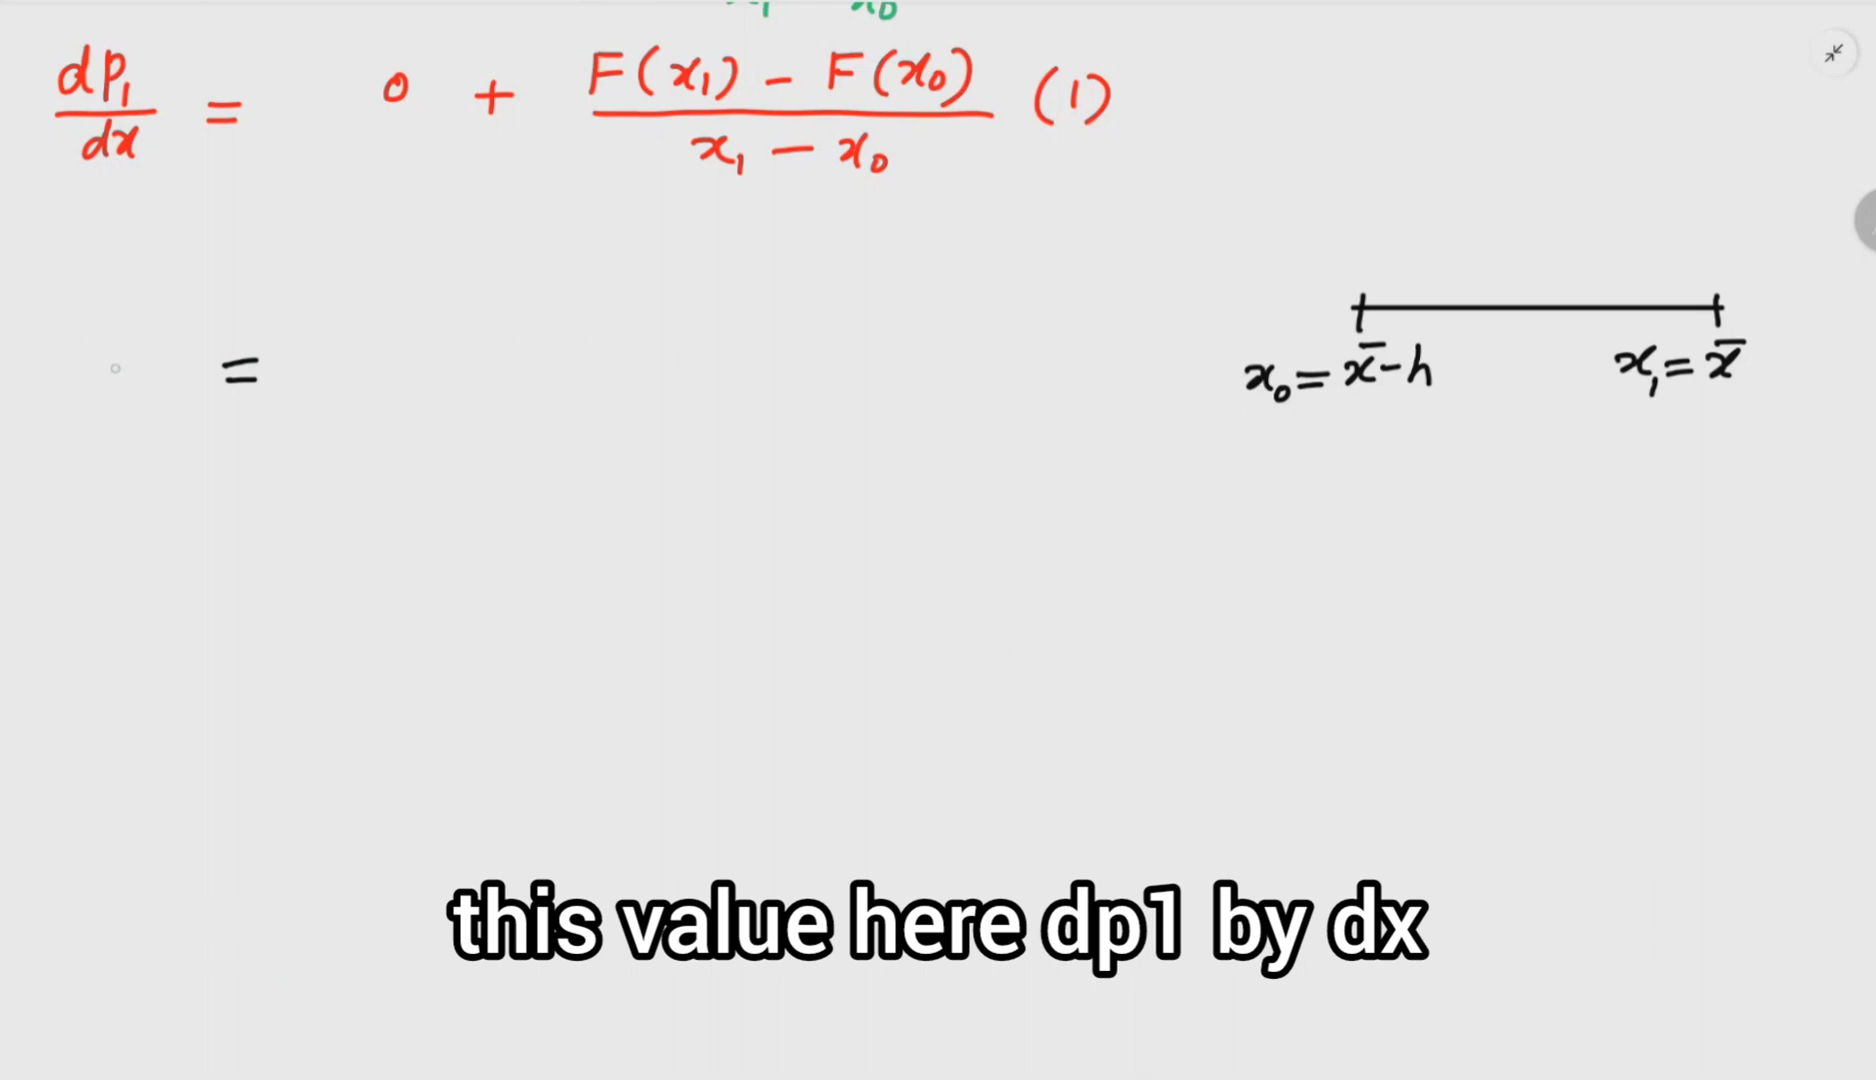 dP₁/dx = 0 + (F(x₁) - F(x₀))/(x₁ - x₀) (1)
=
x₀ = x̄ - h x₁ = x̄
this value here dp1 by dx